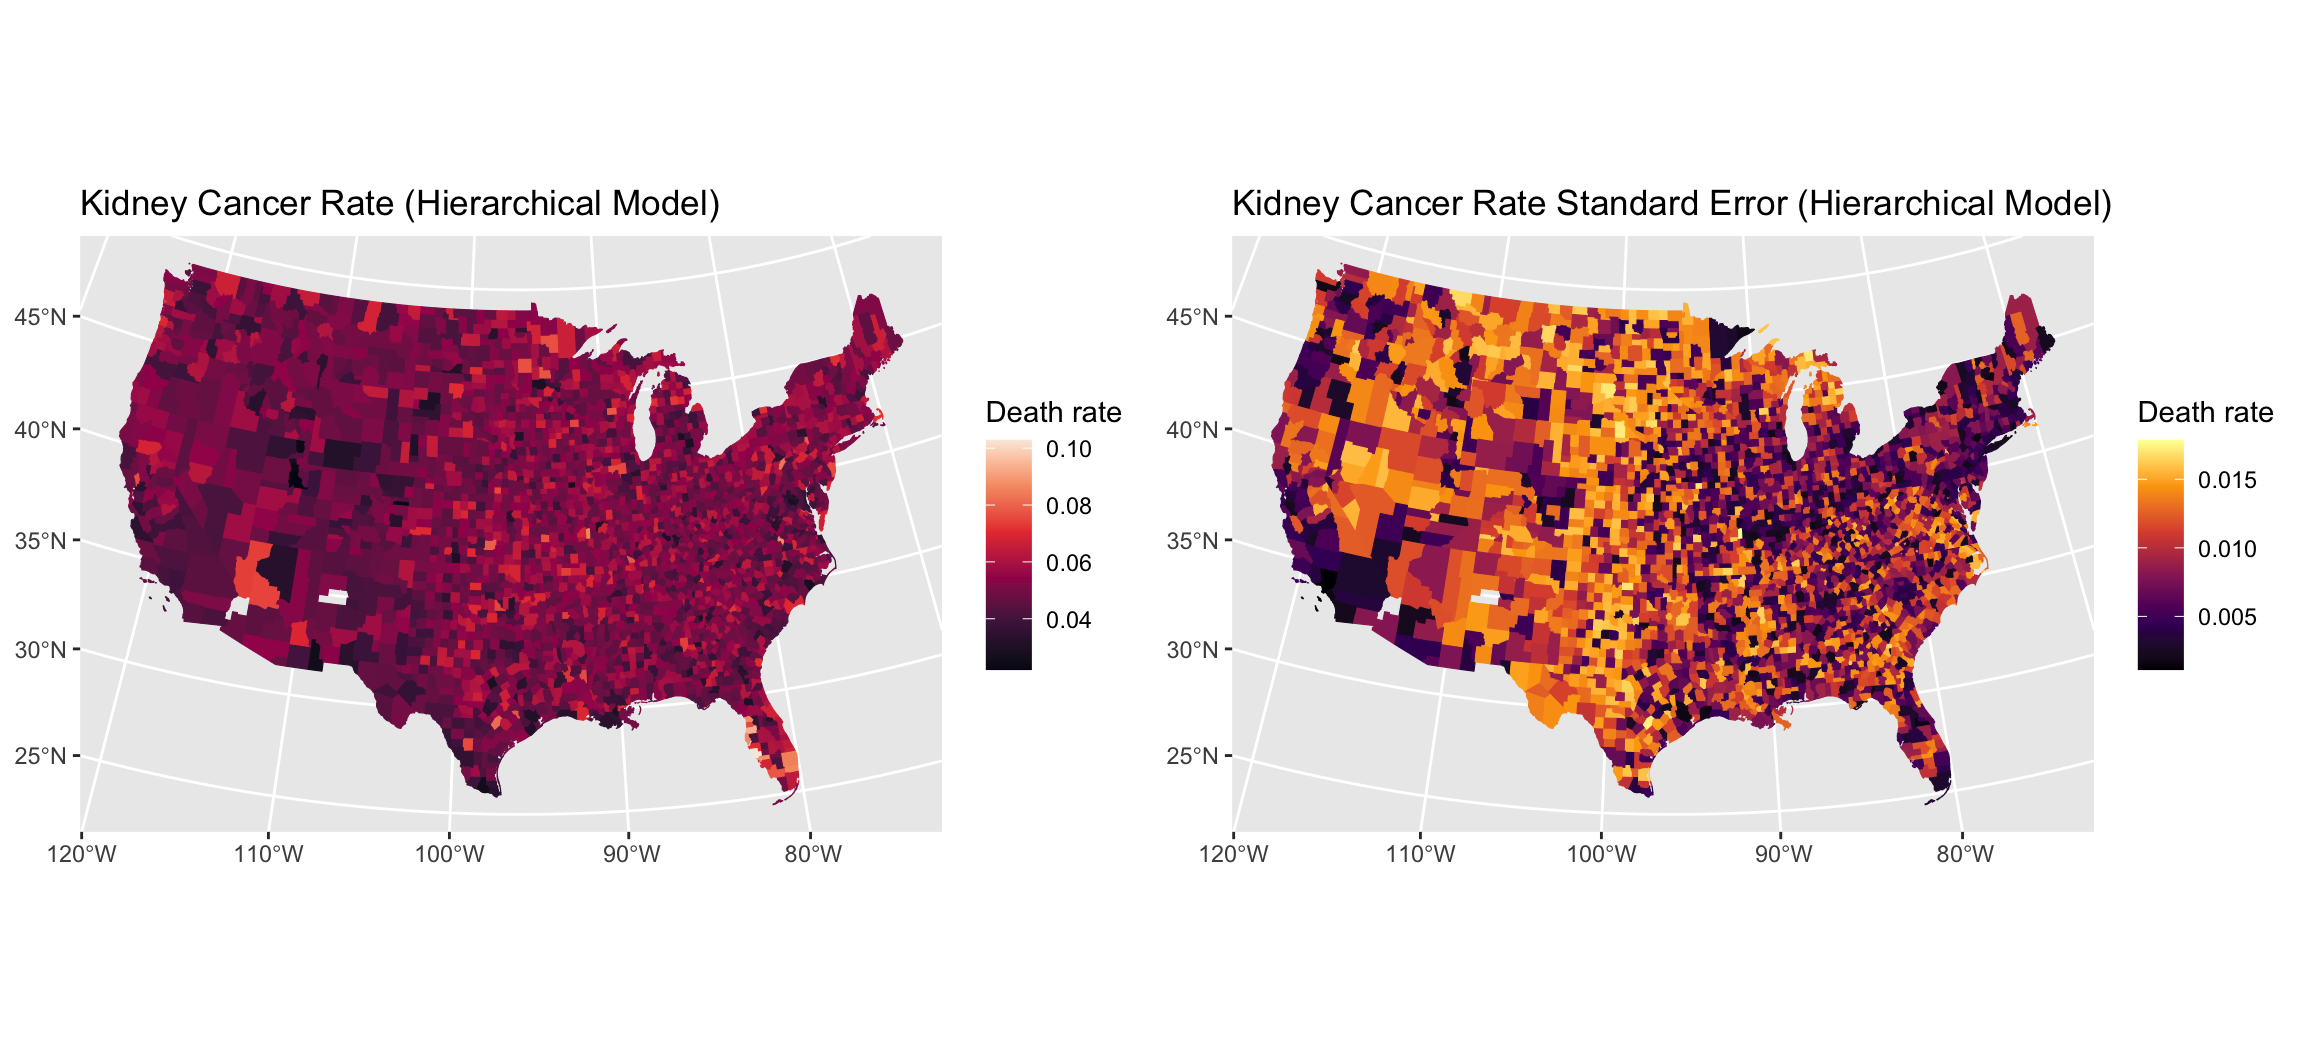 Kidney Cancer Rate (Hierarchical Model)
45°N
40°N
35°N
30°N
25°N
120°W
110°W
100°W
90°W
80°W
Death rate
0.10
0.08
0.06
0.04
Kidney Cancer Rate Standard Error (Hierarchical Model)
45°N
40°N
35°N
30°N
25°N
120°W
110°W
100°W
90°W
80°W
Death rate
0.015
0.010
0.005